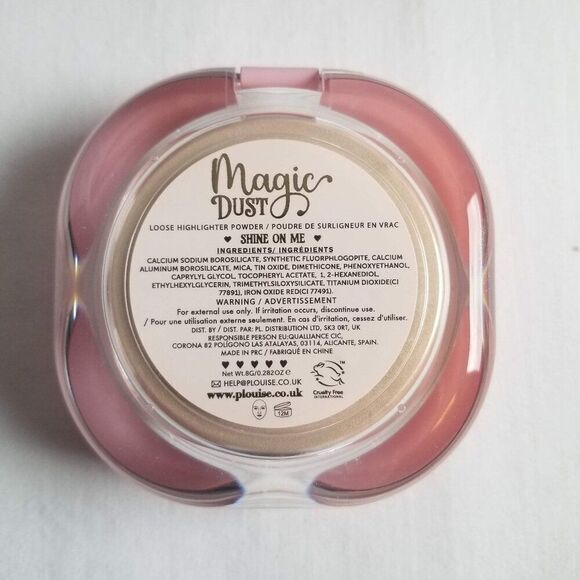 Magic
DUST
LOOSE HIGHLIGHTER POWDER / POUDRE DE SURLIGNEUR EN VRAC
♥ SHINE ON ME ♥
INGREDIENTS/ INGRÉDIENTS
CALCIUM SODIUM BOROSILICATE, SYNTHETIC FLUORPHLOGOPITE, CALCIUM
ALUMINUM BOROSILICATE, MICA, TIN OXIDE, DIMETHICONE, PHENOXYETHANOL,
CAPRYLYL GLYCOL, TOCOPHERYL ACETATE, 1, 2-HEXANEDIOL,
ETHYLHEXYLGLYCERIN, TRIMETHYLSILOXYSILICATE, TITANIUM DIOXIDE(CI
77891), IRON OXIDE RED(CI 77491).
WARNING / ADVERTISSEMENT
For external use only. If irritation occurs, discontinue use.
/ Pour une utilisation externe seulement. En cas d'irritation, cessez d'utiliser.
DIST. BY / DIST. PAR: PL. DISTRIBUTION LTD, SK3 0RT, UK
RESPONSIBLE PERSON EU:QUALLIANCE CIC,
CORONA 82 POLÍGONO LAS ATALAYAS, 03114, ALICANTE, SPAIN.
MADE IN PRC / FABRIQUÉ EN CHINE
♥ ♥ ♥ ♥ ♥
Net Wt.8G/0.282OZ e
HELP@PLOUISE.CO.UK
www.plouise.co.uk
TM
Cruelty Free
INTERNATIONAL
12M